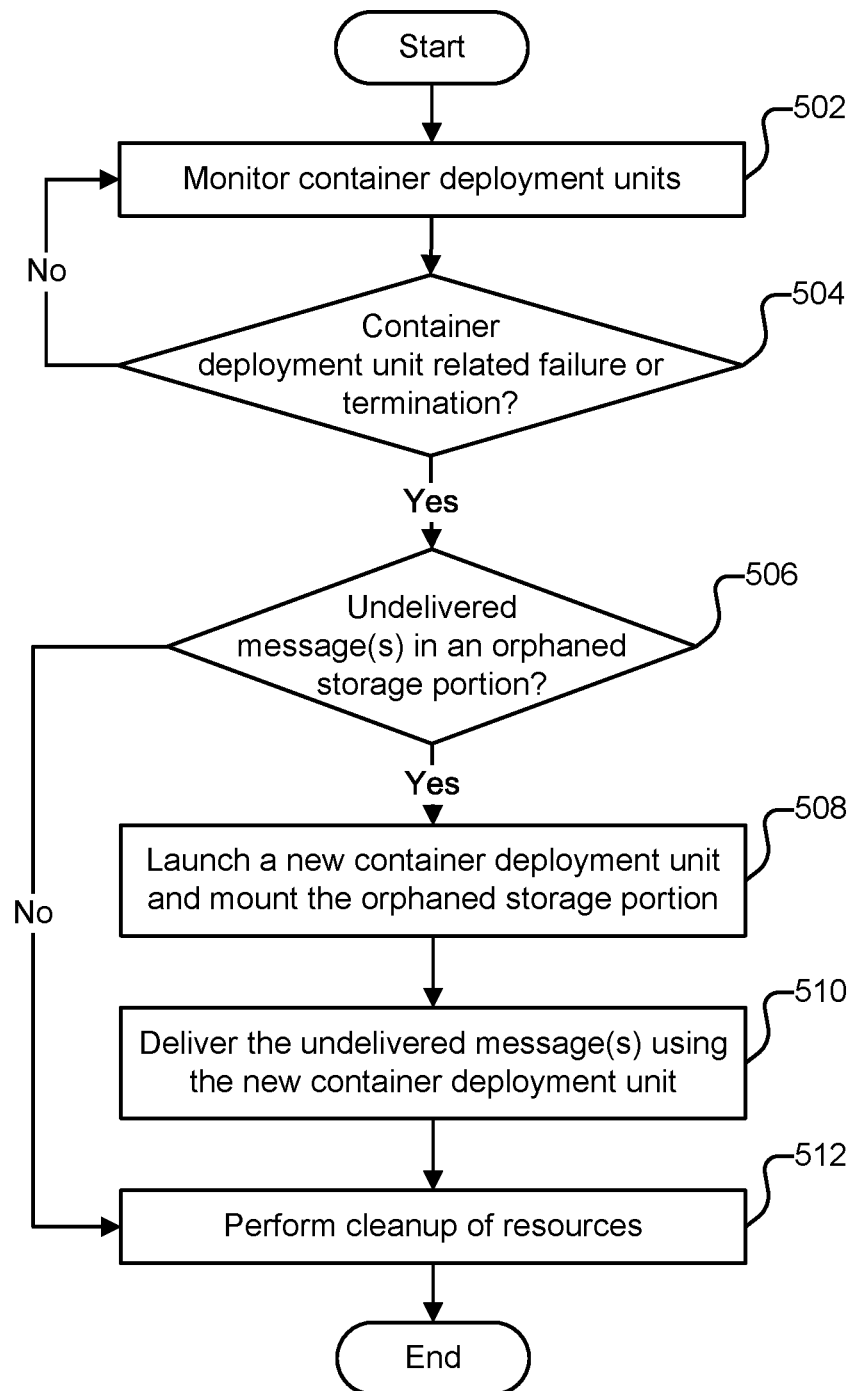 Start
502
Monitor container deployment units
No
504
Container
deployment unit related failure or
termination?
Yes
506
Undelivered
message(s) in an orphaned
storage portion?
Yes
508
Launch a new container deployment unit
and mount the orphaned storage portion
No
510
Deliver the undelivered message(s) using
the new container deployment unit
512
Perform cleanup of resources
End